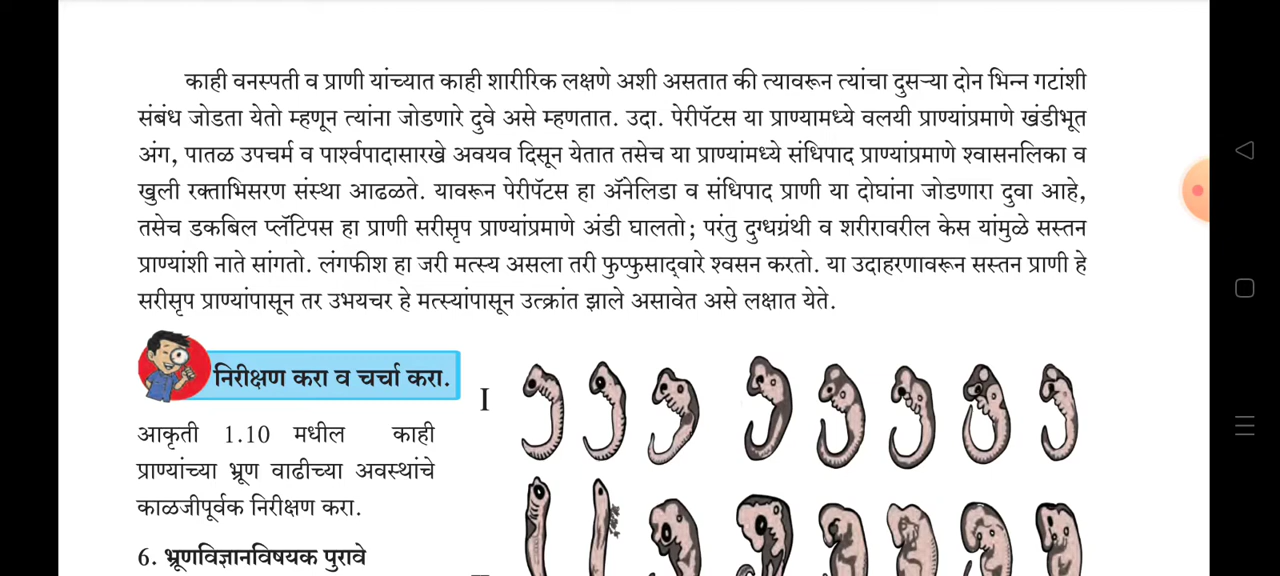 काही वनस्पती व प्राणी यांच्यात काही शारीरिक लक्षणे अशी असतात की त्यावरून त्यांचा दुसऱ्या दोन भिन्न गटांशी
संबंध जोडता येतो म्हणून त्यांना जोडणारे दुवे असे म्हणतात. उदा. पेरीपॅटस या प्राण्यामध्ये वलयी प्राण्यांप्रमाणे खंडीभूत
अंग, पातळ उपचर्म व पार्श्वपादासारखे अवयव दिसून येतात तसेच या प्राण्यांमध्ये संधिपाद प्राण्यांप्रमाणे श्वासनलिका व
खुली रक्ताभिसरण संस्था आढळते. यावरून पेरीपॅटस हा ॲनेलिडा व संधिपाद प्राणी या दोघांना जोडणारा दुवा आहे,
तसेच डकबिल प्लॅटिपस हा प्राणी सरीसृप प्राण्यांप्रमाणे अंडी घालतो; परंतु दुग्धग्रंथी व शरीरावरील केस यांमुळे सस्तन
प्राण्यांशी नाते सांगतो. लंगफीश हा जरी मत्स्य असला तरी फुप्फुसाद्वारे श्वसन करतो. या उदाहरणावरून सस्तन प्राणी हे
सरीसृप प्राण्यांपासून तर उभयचर हे मत्स्यांपासून उत्क्रांत झाले असावेत असे लक्षात येते.
निरीक्षण करा व चर्चा करा.
I
आकृती 1.10 मधील काही
प्राण्यांच्या भ्रूण वाढीच्या अवस्थांचे
काळजीपूर्वक निरीक्षण करा.
6. भ्रूणविज्ञानविषयक पुरावे